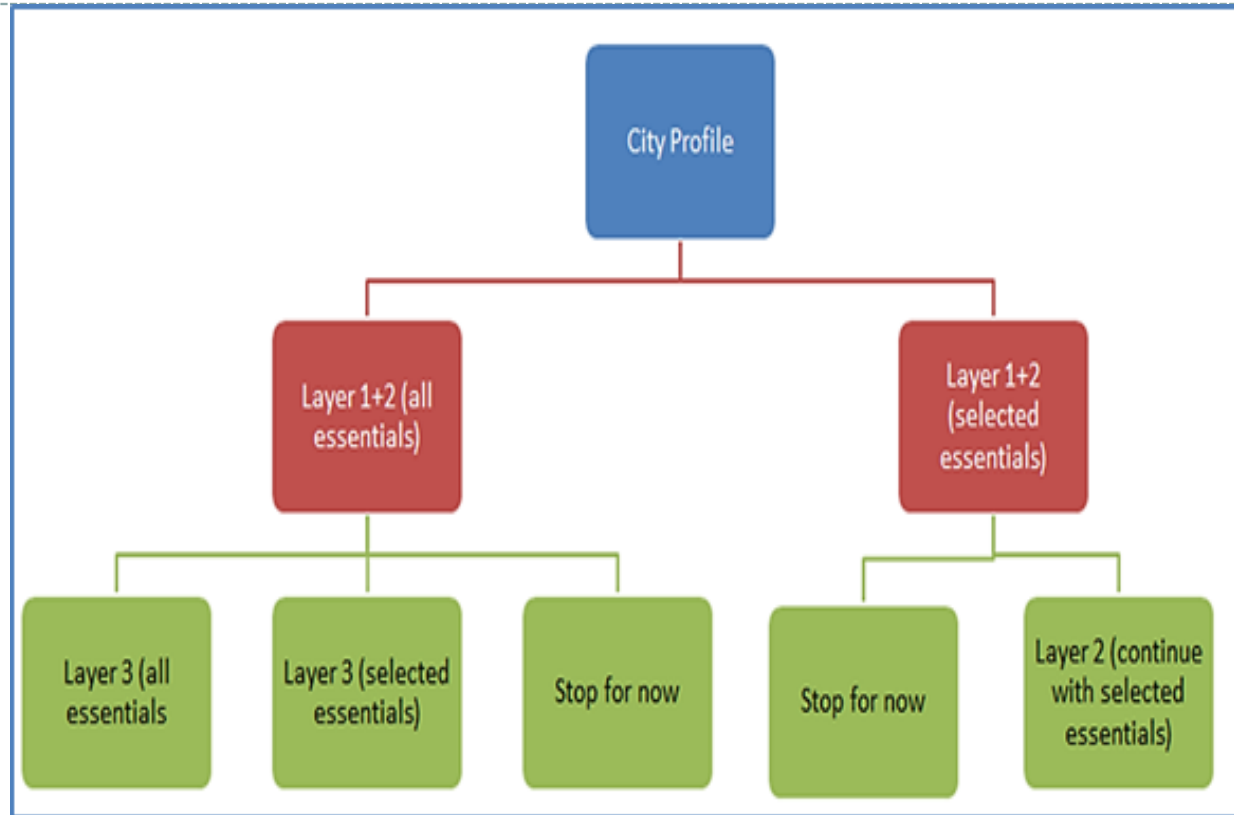 City Profile
Layer 1+2 (all
essentials)
Layer 1+2
(selected
essentials)
Layer 3 (all
essentials
Layer 3 (selected
essentials)
Stop for now
Stop for now
Layer 2 (continue
with selected
essentials)